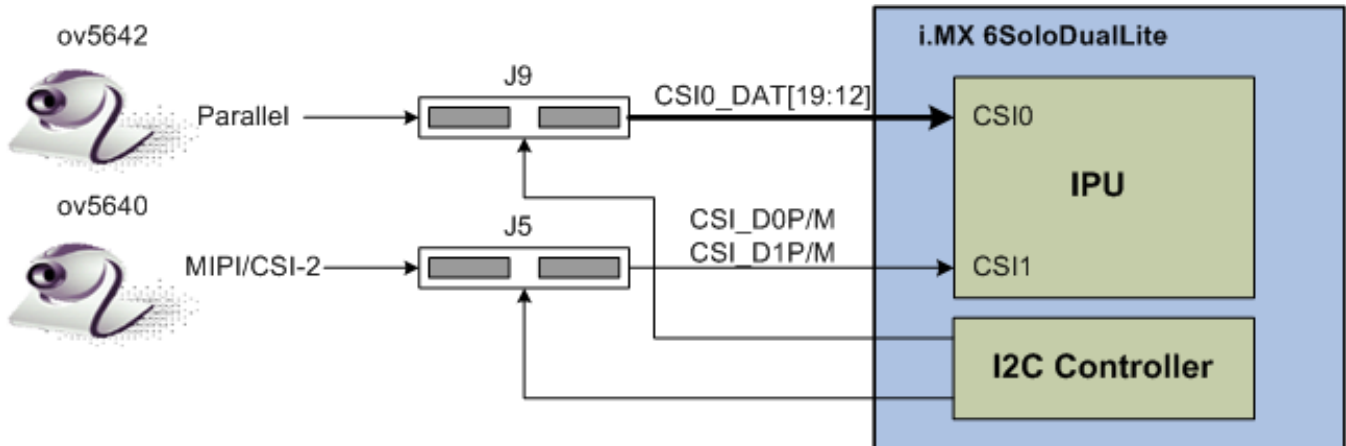 ov5642
i.MX 6SoloDualLite
J9
CSI0_DAT[19:12]
Parallel
CSI0
IPU
ov5640
J5
CSI_D0P/M
CSI_D1P/M
MIPI/CSI-2
CSI1
I2C Controller